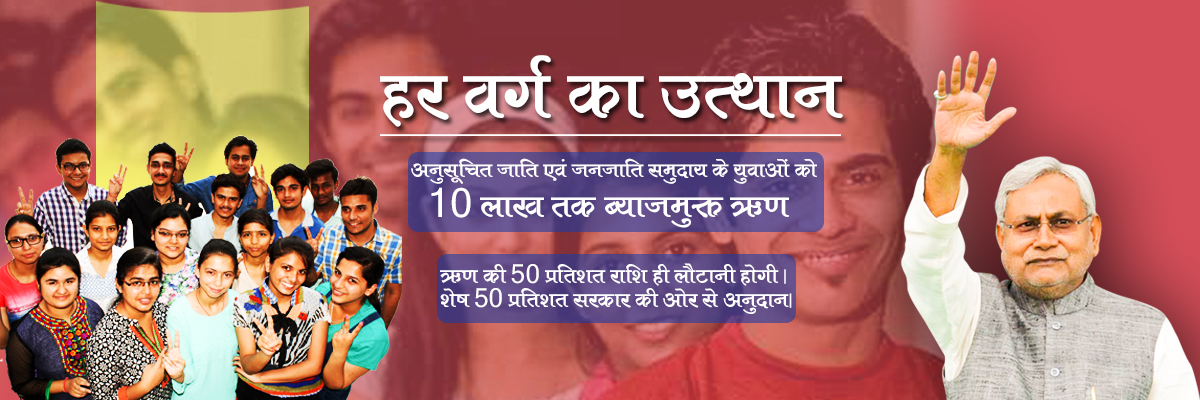 हर वर्ग का उत्थान
अनुसूचित जाति एवं जनजाति समुदाय के युवाओं को
10 लाख तक ब्याजमुक्त ऋण
ऋण की 50 प्रतिशत राशि ही लौटानी होगी।
शेष 50 प्रतिशत सरकार की ओर से अनुदान।